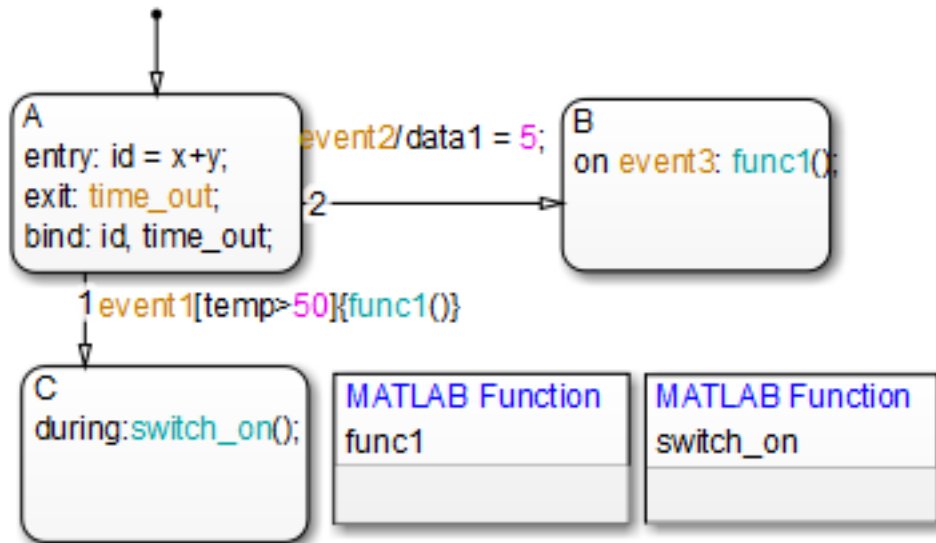 A
entry: id = x+y;
exit: time_out;
bind: id, time_out;
event2/data1 = 5;
2
B
on event3: func1();
1
event1[temp>50]{func1()}
C
during:switch_on();
MATLAB Function
func1
MATLAB Function
switch_on